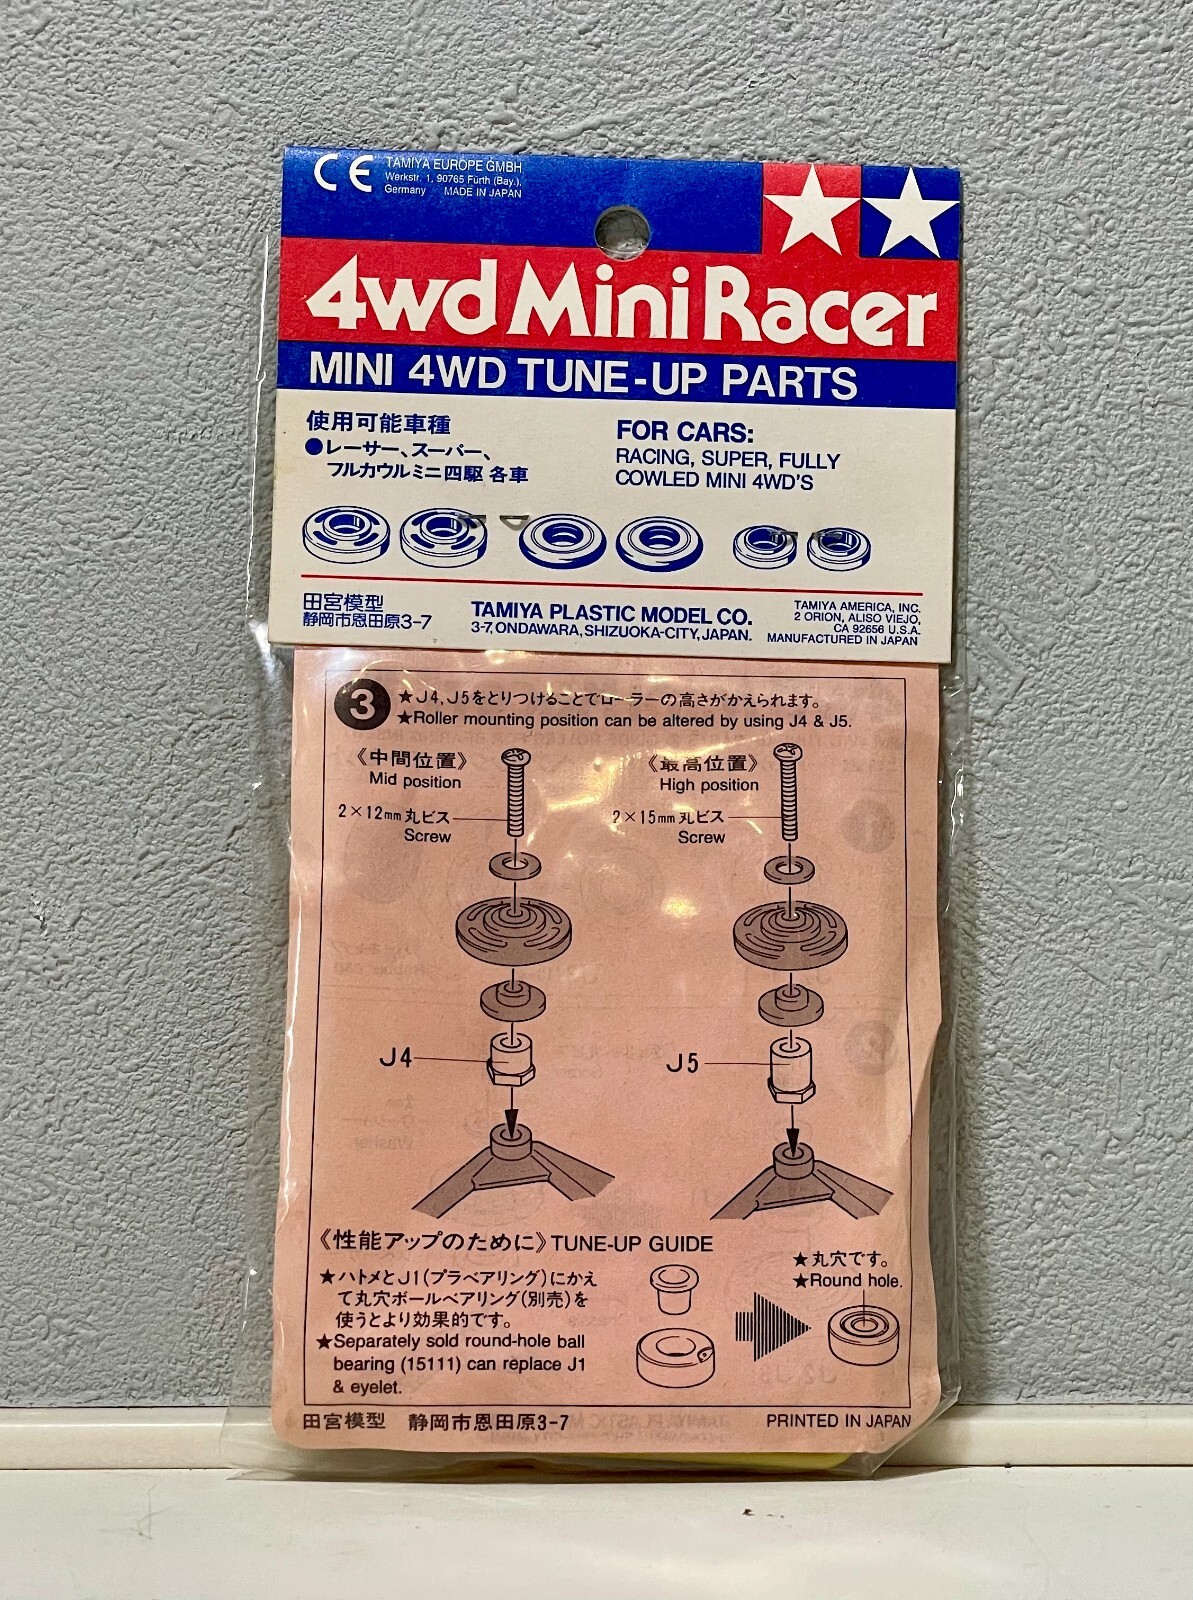 CE
TAMIYA EUROPE GMBH
Werkstr. 1, 90765 Fürth (Bay.),
Germany MADE IN JAPAN
4wd Mini Racer
MINI 4WD TUNE-UP PARTS
使用可能車種
●レーサー、スーパー、
フルカウルミニ四駆 各車
FOR CARS:
RACING, SUPER, FULLY
COWLED MINI 4WD'S
田宮模型
静岡市恩田原3-7
TAMIYA PLASTIC MODEL CO.
3-7, ONDAWARA, SHIZUOKA-CITY, JAPAN.
TAMIYA AMERICA, INC.
2 ORION, ALISO VIEJO,
CA 92656 U.S.A.
MANUFACTURED IN JAPAN
3
★J4, J5をとりつけることでローラーの高さがかえられます。
★Roller mounting position can be altered by using J4 & J5.
《中間位置》
Mid position
2×12mm丸ビス
Screw
J4
《最高位置》
High position
2×15mm丸ビス
Screw
J5
《性能アップのために》TUNE-UP GUIDE
★ハトメとJ1(プラベアリング)にかえ
て丸穴ボールベアリング(別売)を
使うとより効果的です。
★Separately sold round-hole ball
bearing (15111) can replace J1
& eyelet.
★丸穴です。
★Round hole.
田宮模型 静岡市恩田原3-7
PRINTED IN JAPAN